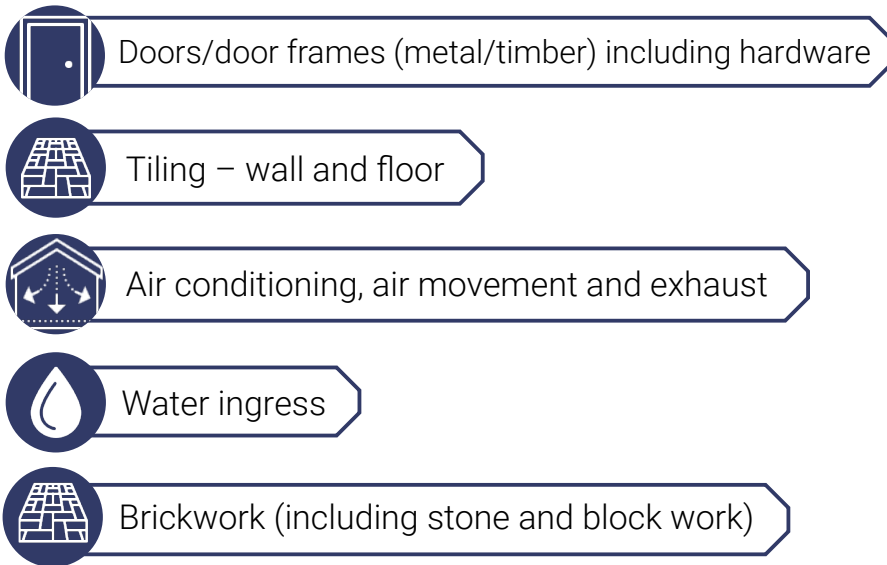 Doors/door frames (metal/timber) including hardware
Tiling – wall and floor
Air conditioning, air movement and exhaust
Water ingress
Brickwork (including stone and block work)